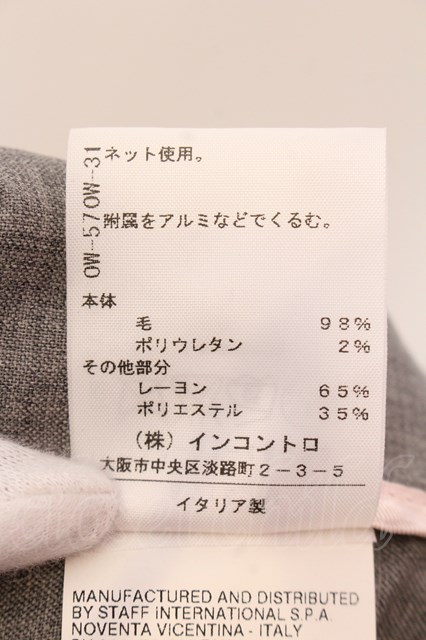 ネット使用。
附属をアルミなどでくるむ。
OW-570W-31
本体
毛 98%
ポリウレタン 2%
その他部分
レーヨン 65%
ポリエステル 35%
(株)インコントロ
大阪市中央区淡路町2-3-5
イタリア製
MANUFACTURED AND DISTRIBUTED
BY STAFF INTERNATIONAL S.P.A.
NOVENTA VICENTINA - ITALY